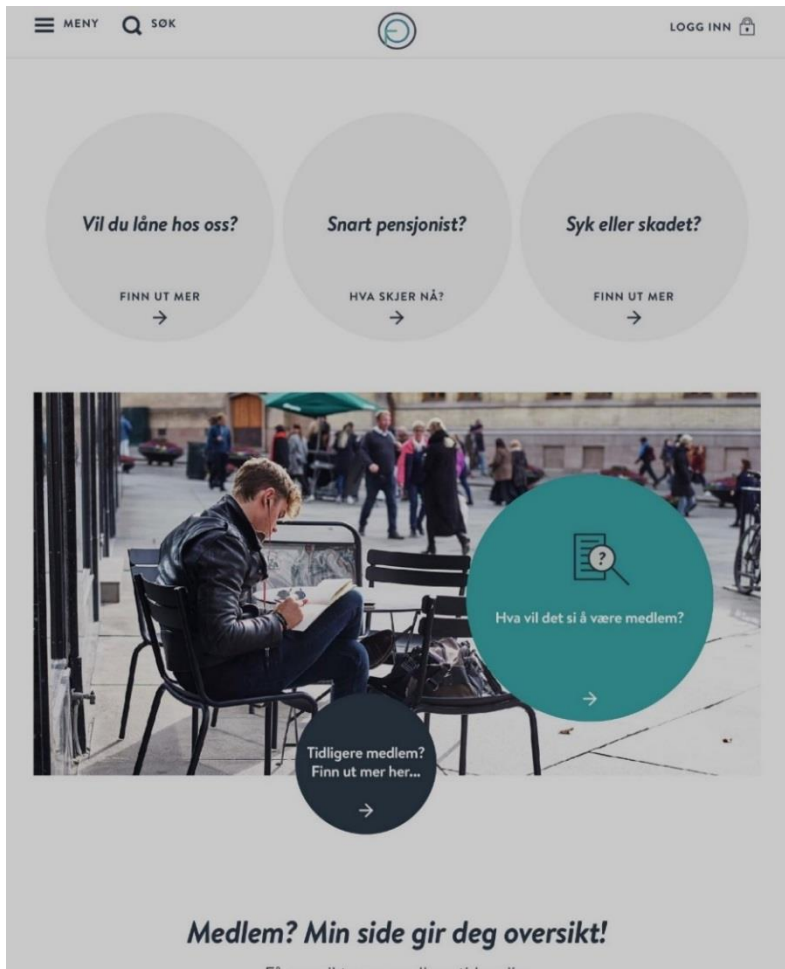 MENY
SØK
LOGG INN
Vil du låne hos oss?
FINN UT MER
Snart pensjonist?
HVA SKJER NÅ?
Syk eller skadet?
FINN UT MER
?
Hva vil det si å være medlem?
Tidligere medlem?
Finn ut mer her...
Medlem? Min side gir deg oversikt!